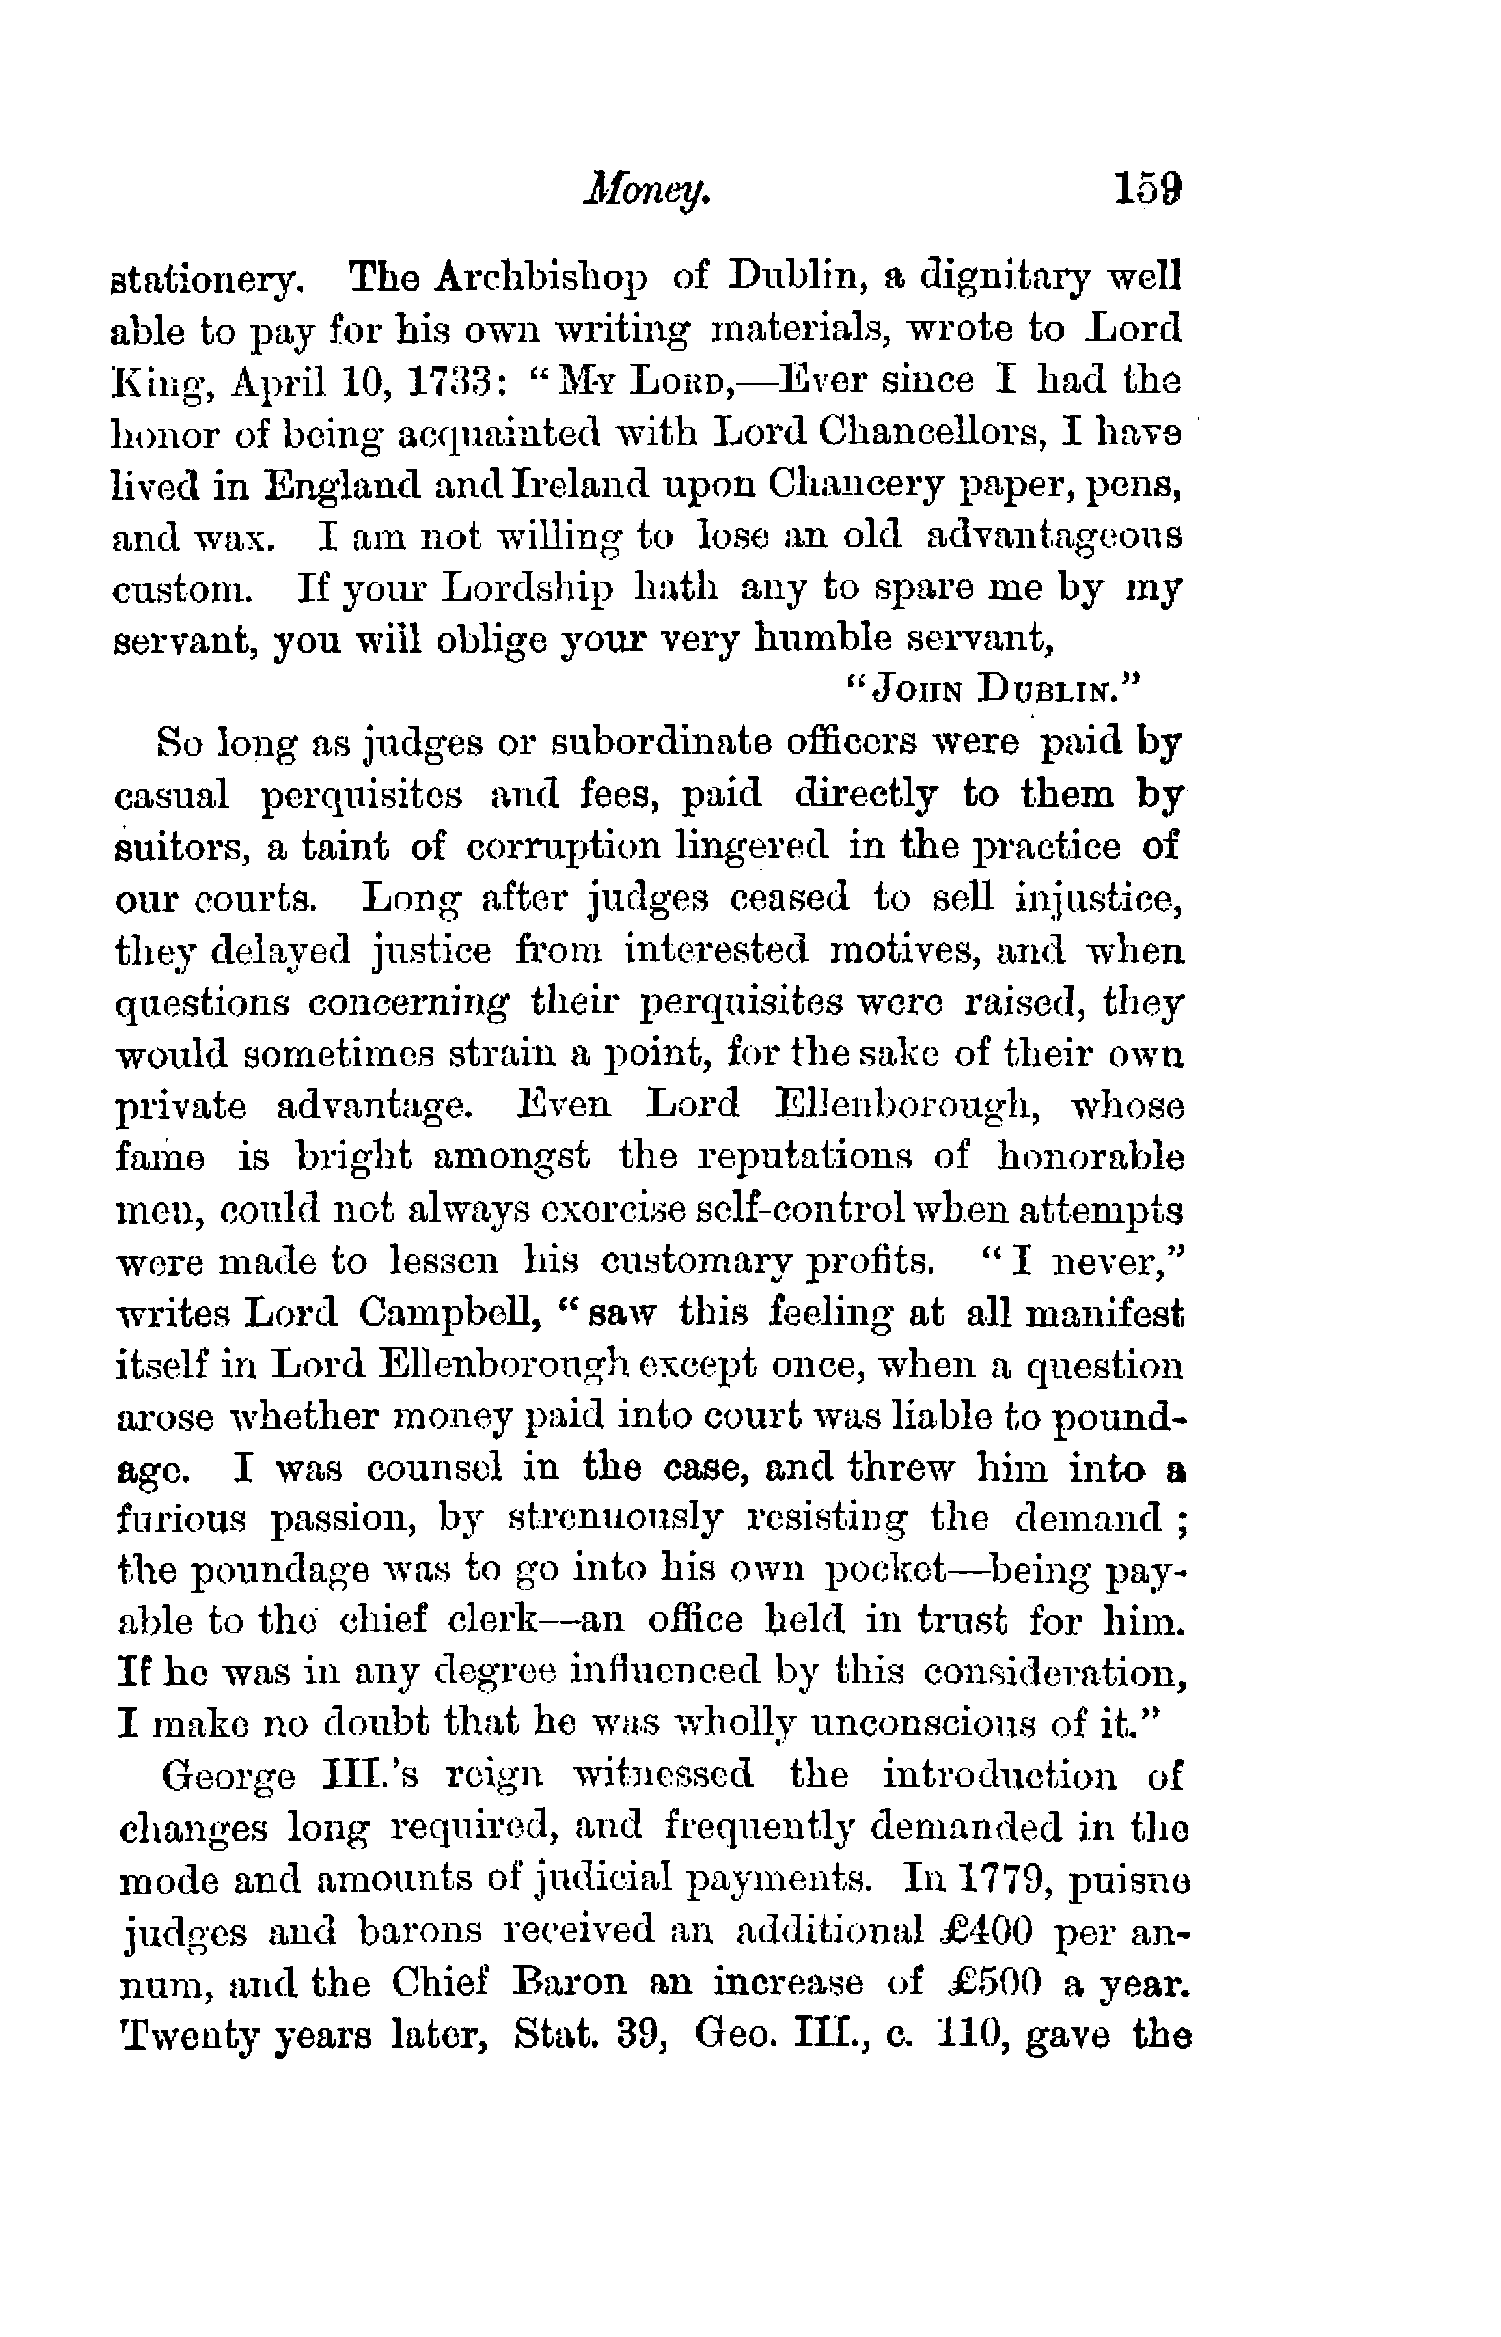 Money. 159
stationery. The Archbishop of Dublin, a dignitary well
able to pay for his own writing materials, wrote to Lord
King, April 10, 1733: “My Lord,—Ever since I had the
honor of being acquainted with Lord Chancellors, I have
lived in England and Ireland upon Chancery paper, pens,
and wax. I am not willing to lose an old advantageous
custom. If your Lordship hath any to spare me by my
servant, you will oblige your very humble servant,
“John Dublin.”
So long as judges or subordinate officers were paid by
casual perquisites and fees, paid directly to them by
suitors, a taint of corruption lingered in the practice of
our courts. Long after judges ceased to sell injustice,
they delayed justice from interested motives, and when
questions concerning their perquisites were raised, they
would sometimes strain a point, for the sake of their own
private advantage. Even Lord Ellenborough, whose
fame is bright amongst the reputations of honorable
men, could not always exercise self-control when attempts
were made to lessen his customary profits. “I never,”
writes Lord Campbell, “saw this feeling at all manifest
itself in Lord Ellenborough except once, when a question
arose whether money paid into court was liable to pound-
age. I was counsel in the case, and threw him into a
furious passion, by strenuously resisting the demand ;
the poundage was to go into his own pocket—being pay-
able to the chief clerk—an office held in trust for him.
If he was in any degree influenced by this consideration,
I make no doubt that he was wholly unconscious of it.”
George III.’s reign witnessed the introduction of
changes long required, and frequently demanded in the
mode and amounts of judicial payments. In 1779, puisne
judges and barons received an additional £400 per an-
num, and the Chief Baron an increase of £500 a year.
Twenty years later, Stat. 39, Geo. III., c. 110, gave the